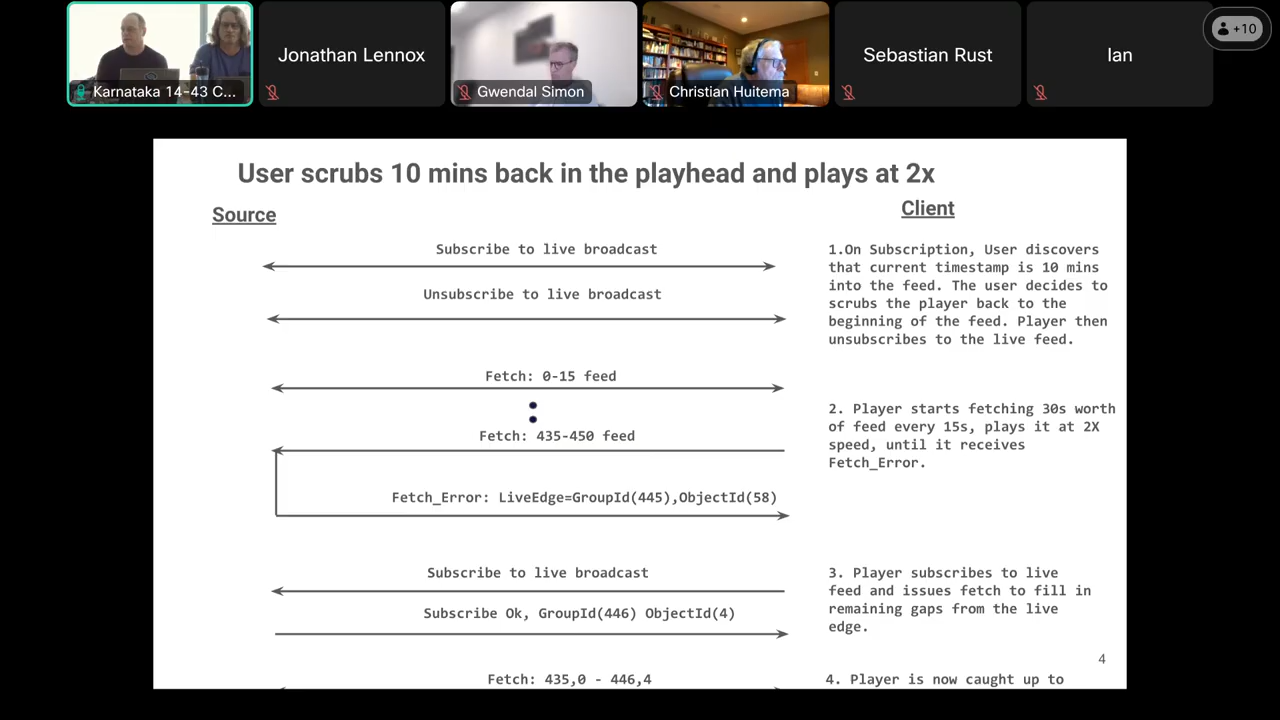 Karnataka 14-43 C...
Jonathan Lennox
Gwendal Simon
Christian Huitema
Sebastian Rust
Ian
+10
User scrubs 10 mins back in the playhead and plays at 2x
Source
Client
Subscribe to live broadcast
Unsubscribe to live broadcast
1.On Subscription, User discovers
that current timestamp is 10 mins
into the feed. The user decides to
scrubs the player back to the
beginning of the feed. Player then
unsubscribes to the live feed.
Fetch: 0-15 feed
Fetch: 435-450 feed
2. Player starts fetching 30s worth
of feed every 15s, plays it at 2X
speed, until it receives
Fetch_Error.
Fetch_Error: LiveEdge=GroupId(445),ObjectId(58)
Subscribe to live broadcast
Subscribe Ok, GroupId(446) ObjectId(4)
3. Player subscribes to live
feed and issues fetch to fill in
remaining gaps from the live
edge.
4
Fetch: 435,0 - 446,4
4. Player is now caught up to